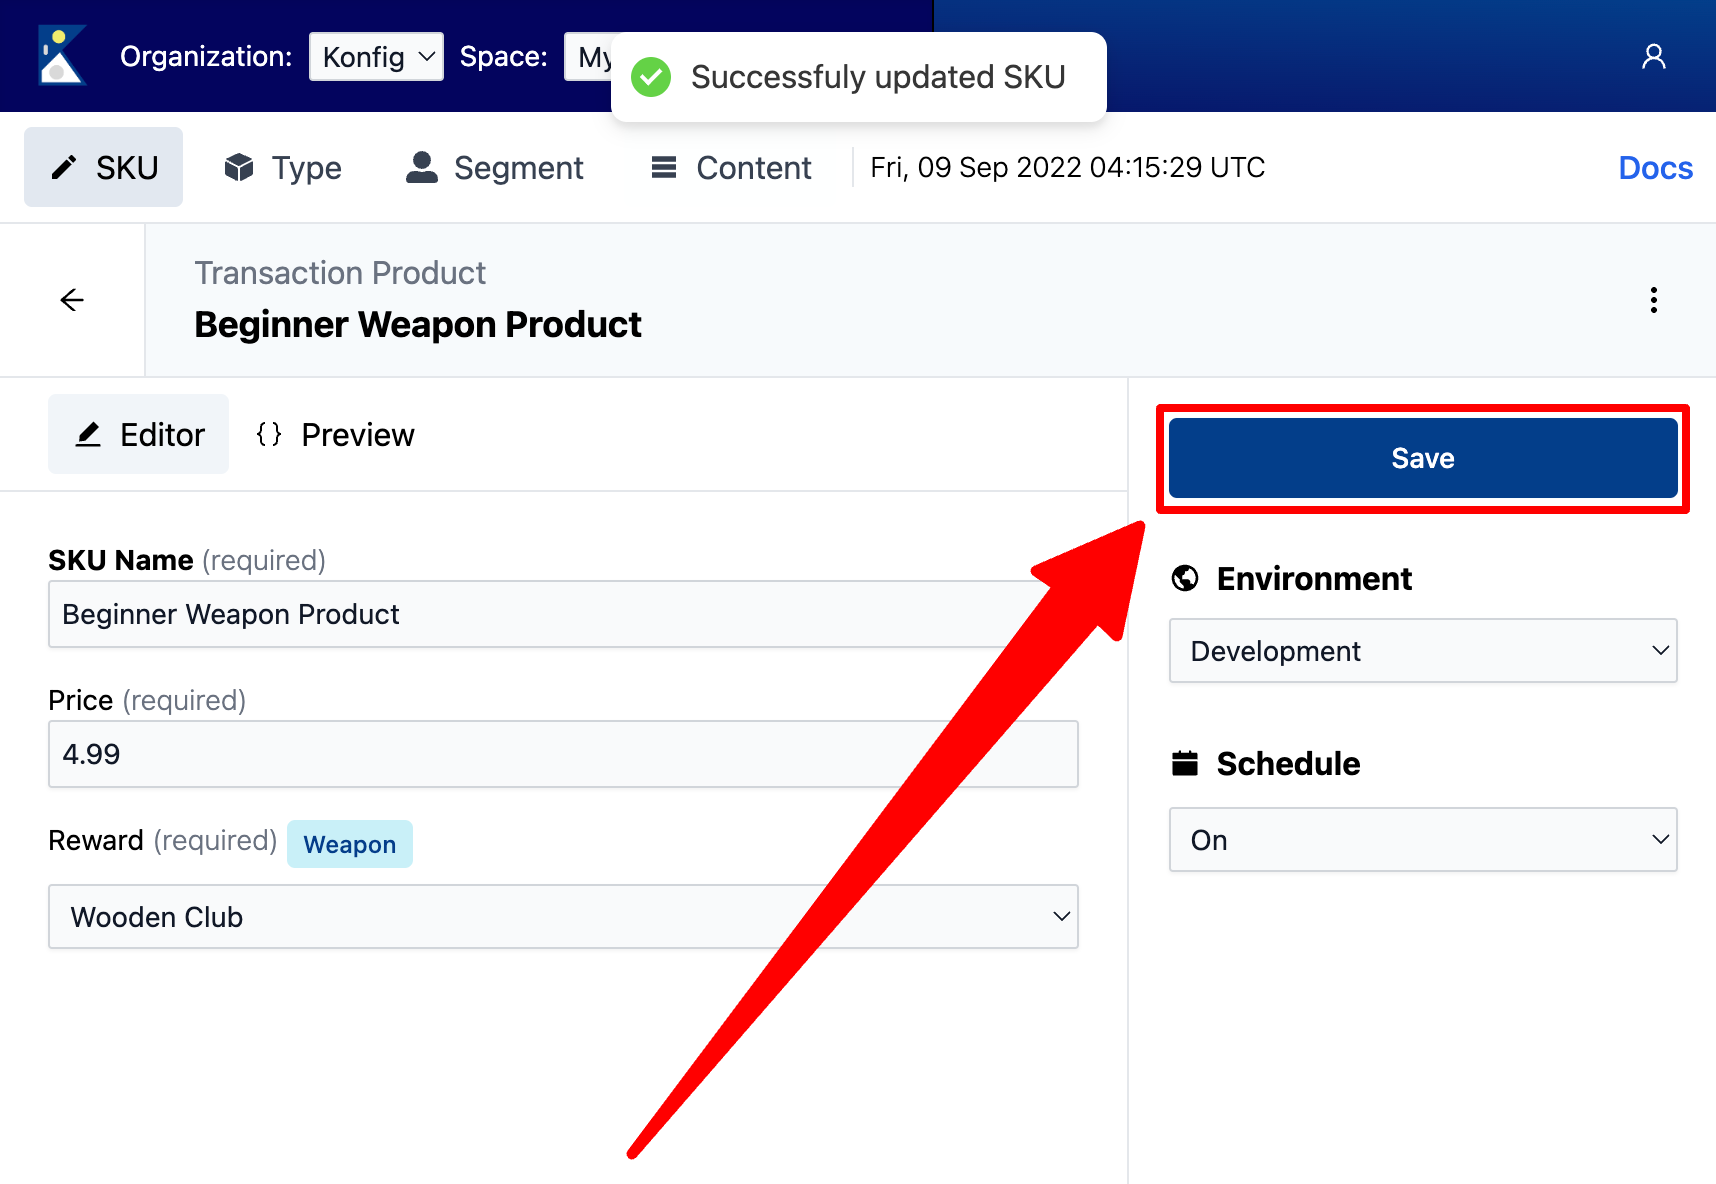 Organization: Konfig Space: My
Successfuly updated SKU
SKU Type Segment Content Fri, 09 Sep 2022 04:15:29 UTC Docs
Transaction Product
Beginner Weapon Product
Editor {} Preview
Save
SKU Name (required)
Beginner Weapon Product
Price (required)
4.99
Reward (required) Weapon
Wooden Club
Environment
Development
Schedule
On